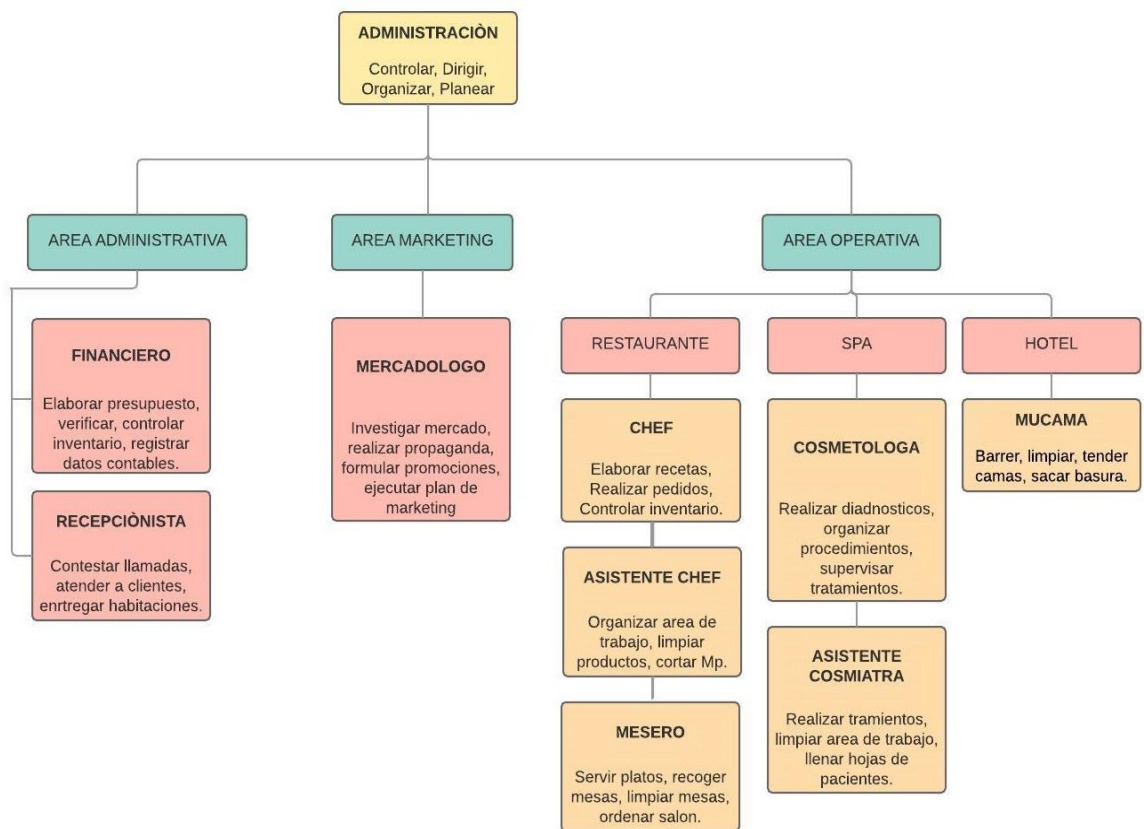 ADMINISTRACIÒN
Controlar, Dirigir,
Organizar, Planear
AREA ADMINISTRATIVA
AREA MARKETING
AREA OPERATIVA
FINANCIERO
Elaborar presupuesto,
verificar, controlar
inventario, registrar
datos contables.
RECEPCIÒNISTA
Contestar llamadas,
atender a clientes,
enrtregar habitaciones.
MERCADOLOGO
Investigar mercado,
realizar propaganda,
formular promociones,
ejecutar plan de
marketing
RESTAURANTE
SPA
HOTEL
CHEF
Elaborar recetas,
Realizar pedidos,
Controlar inventario.
ASISTENTE CHEF
Organizar area de
trabajo, limpiar
productos, cortar Mp.
MESERO
Servir platos, recoger
mesas, limpiar mesas,
ordenar salon.
COSMETOLOGA
Realizar diadnosticos,
organizar
procedimientos,
supervisar
tratamientos.
ASISTENTE
COSMIATRA
Realizar tramientos,
limpiar area de trabajo,
llenar hojas de
pacientes.
MUCAMA
Barrer, limpiar, tender
camas, sacar basura.